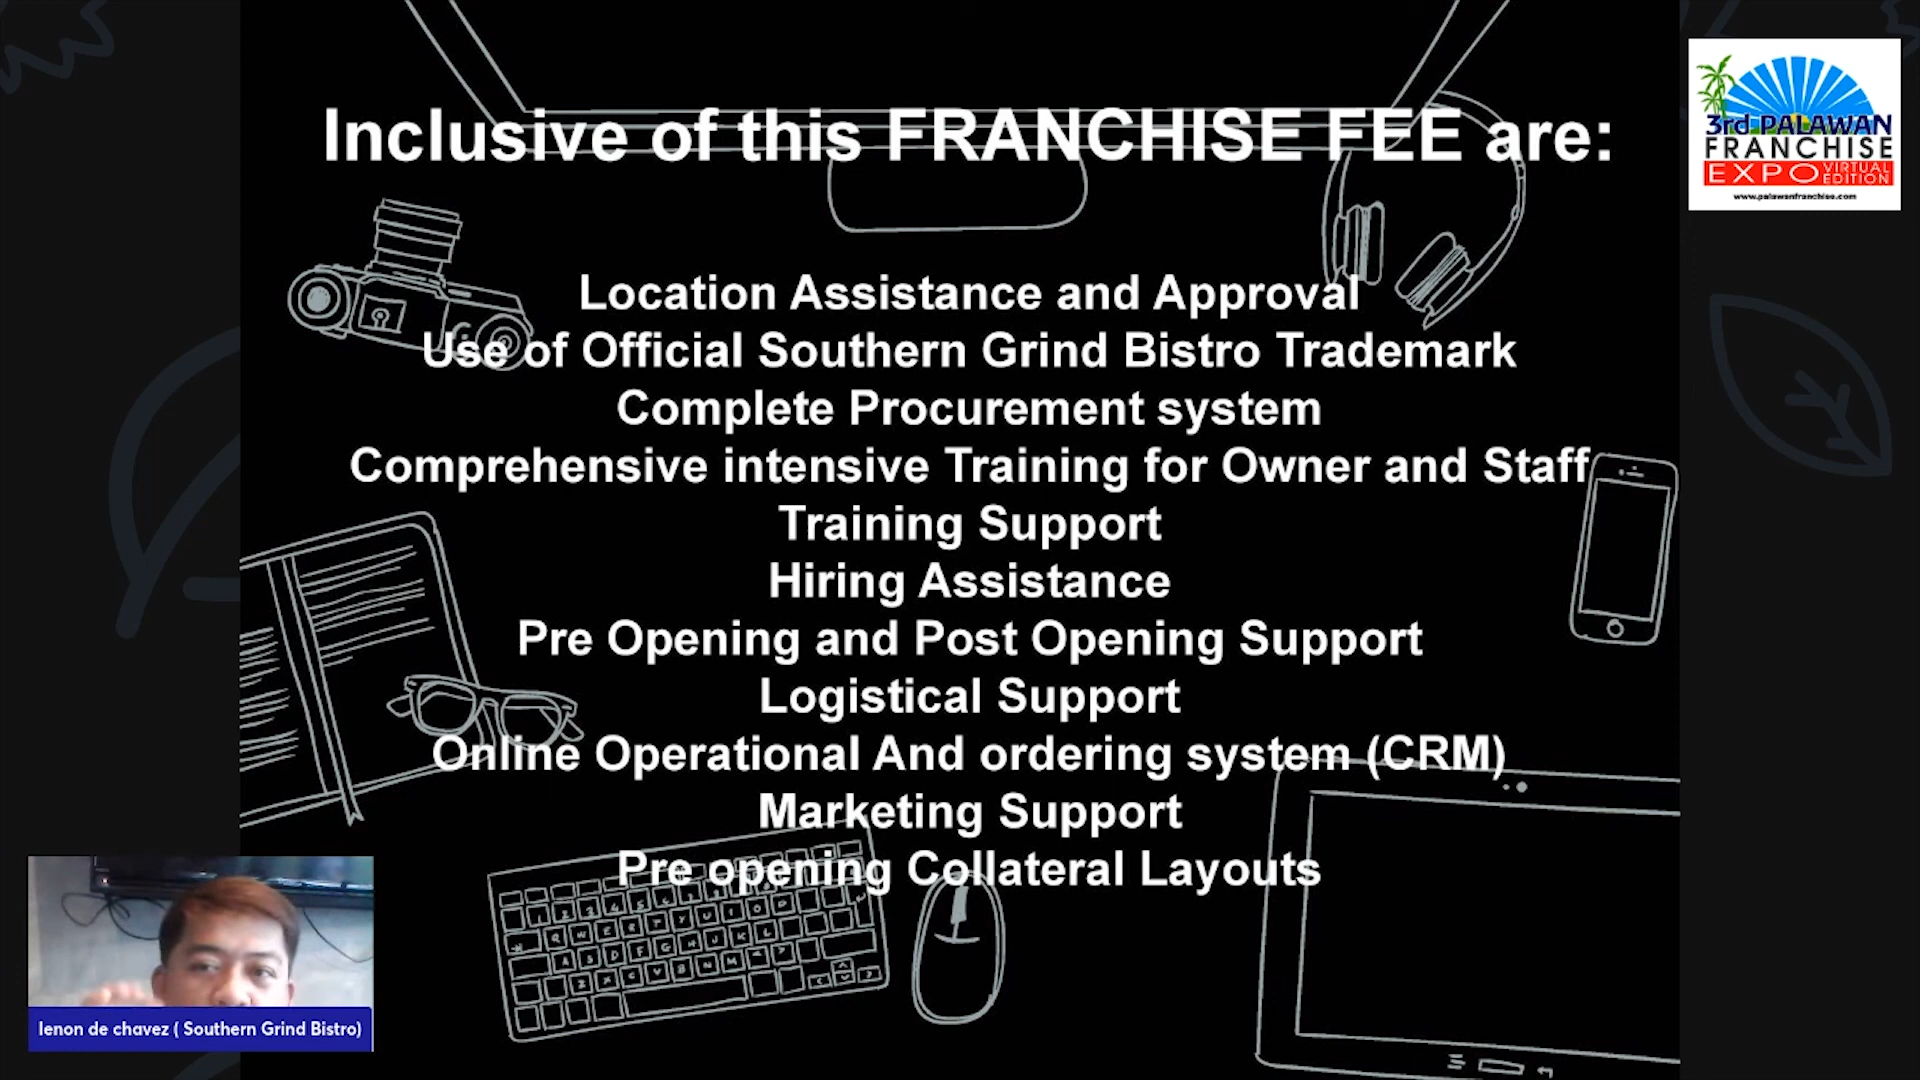 Inclusive of this FRANCHISE FEE are:
3rd PALAWAN
FRANCHISE
EXPO VIRTUAL EDITION
www.palawanfranchise.com
Location Assistance and Approval
Use of Official Southern Grind Bistro Trademark
Complete Procurement system
Comprehensive intensive Training for Owner and Staff
Training Support
Hiring Assistance
Pre Opening and Post Opening Support
Logistical Support
Online Operational And ordering system (CRM)
Marketing Support
Pre opening Collateral Layouts
lenon de chavez ( Southern Grind Bistro)